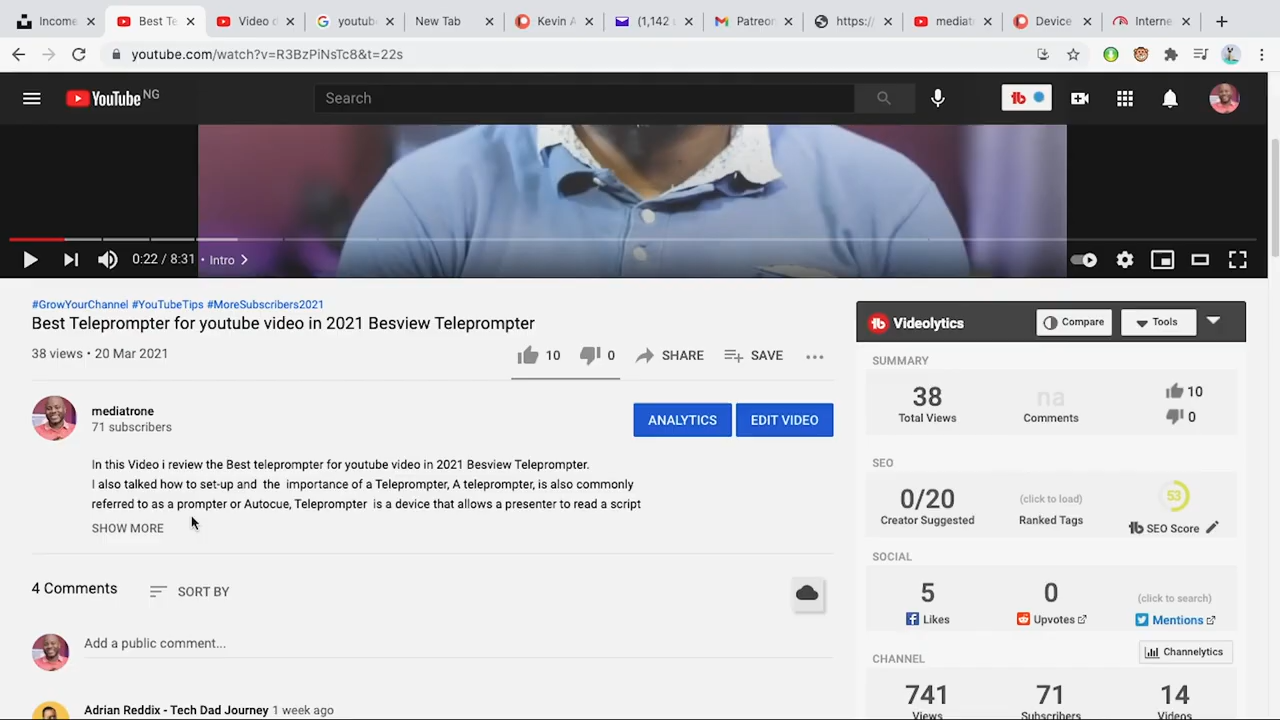 Income
Best Te
Video o
youtube
New Tab
Kevin A
(1,142
Patreon
https:/
mediat
Device
Interne
youtube.com/watch?v=R3BzPiNsTc8&t=22s
YouTube NG
Search
0:22 / 8:31 • Intro
#GrowYourChannel #YouTubeTips #MoreSubscribers2021
Best Teleprompter for youtube video in 2021 Besview Teleprompter
38 views • 20 Mar 2021
10
0
SHARE
SAVE
mediatrone
71 subscribers
ANALYTICS
EDIT VIDEO
In this Video i review the Best teleprompter for youtube video in 2021 Besview Teleprompter.
I also talked how to set-up and the importance of a Teleprompter, A teleprompter, is also commonly
referred to as a prompter or Autocue, Teleprompter is a device that allows a presenter to read a script
SHOW MORE
4 Comments
SORT BY
Add a public comment...
Adrian Reddix - Tech Dad Journey 1 week ago
Videolytics
Compare
Tools
SUMMARY
38
Total Views
na
Comments
10
0
SEO
0/20
Creator Suggested
(click to load)
Ranked Tags
53
SEO Score
SOCIAL
5
Likes
0
Upvotes
(click to search)
Mentions
CHANNEL
Channelytics
741
Views
71
Subscribers
14
Videos